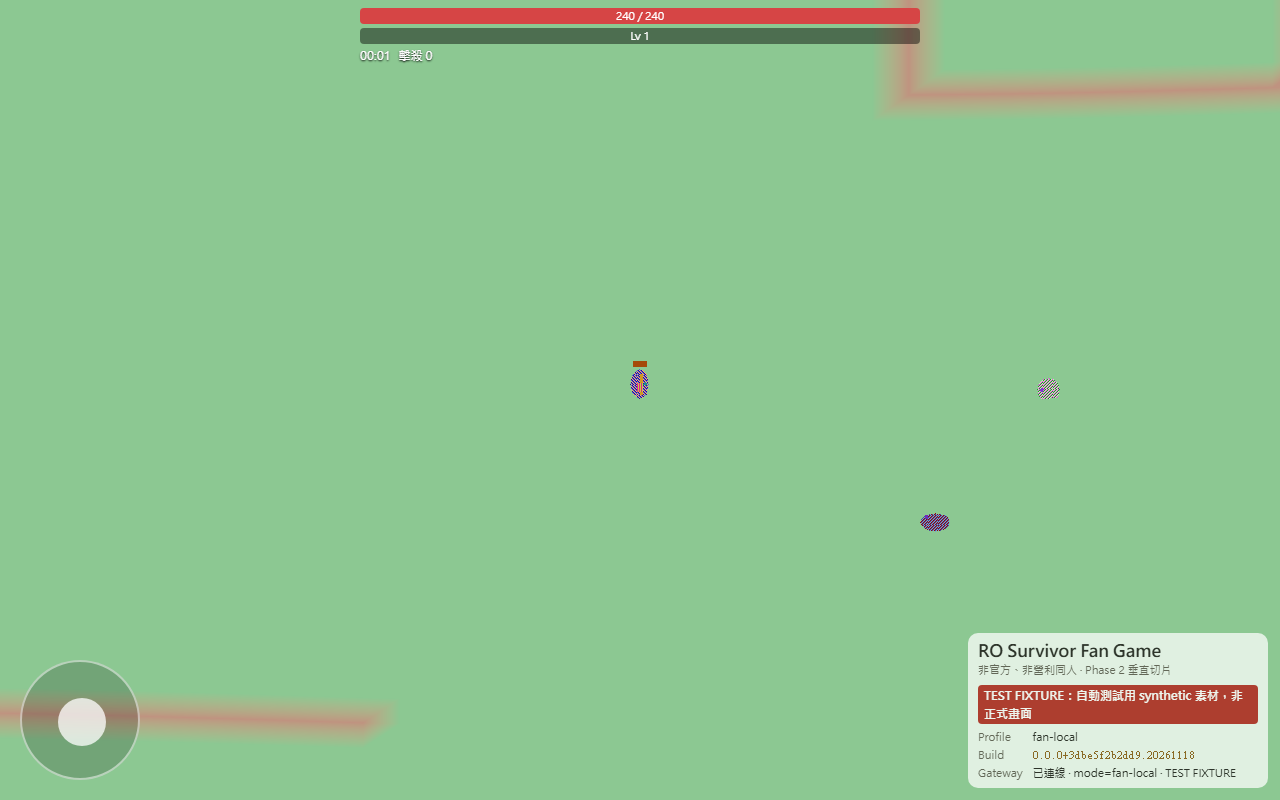 240 / 240
Lv 1
00:01 擊殺 0
RO Survivor Fan Game
非官方、非營利同人 · Phase 2 垂直切片
TEST FIXTURE：自動測試用 synthetic 素材，非
正式畫面
Profile fan-local
Build 0.0.0+3dbe5f2b2dd9.20261118
Gateway 已連線 · mode=fan-local · TEST FIXTURE